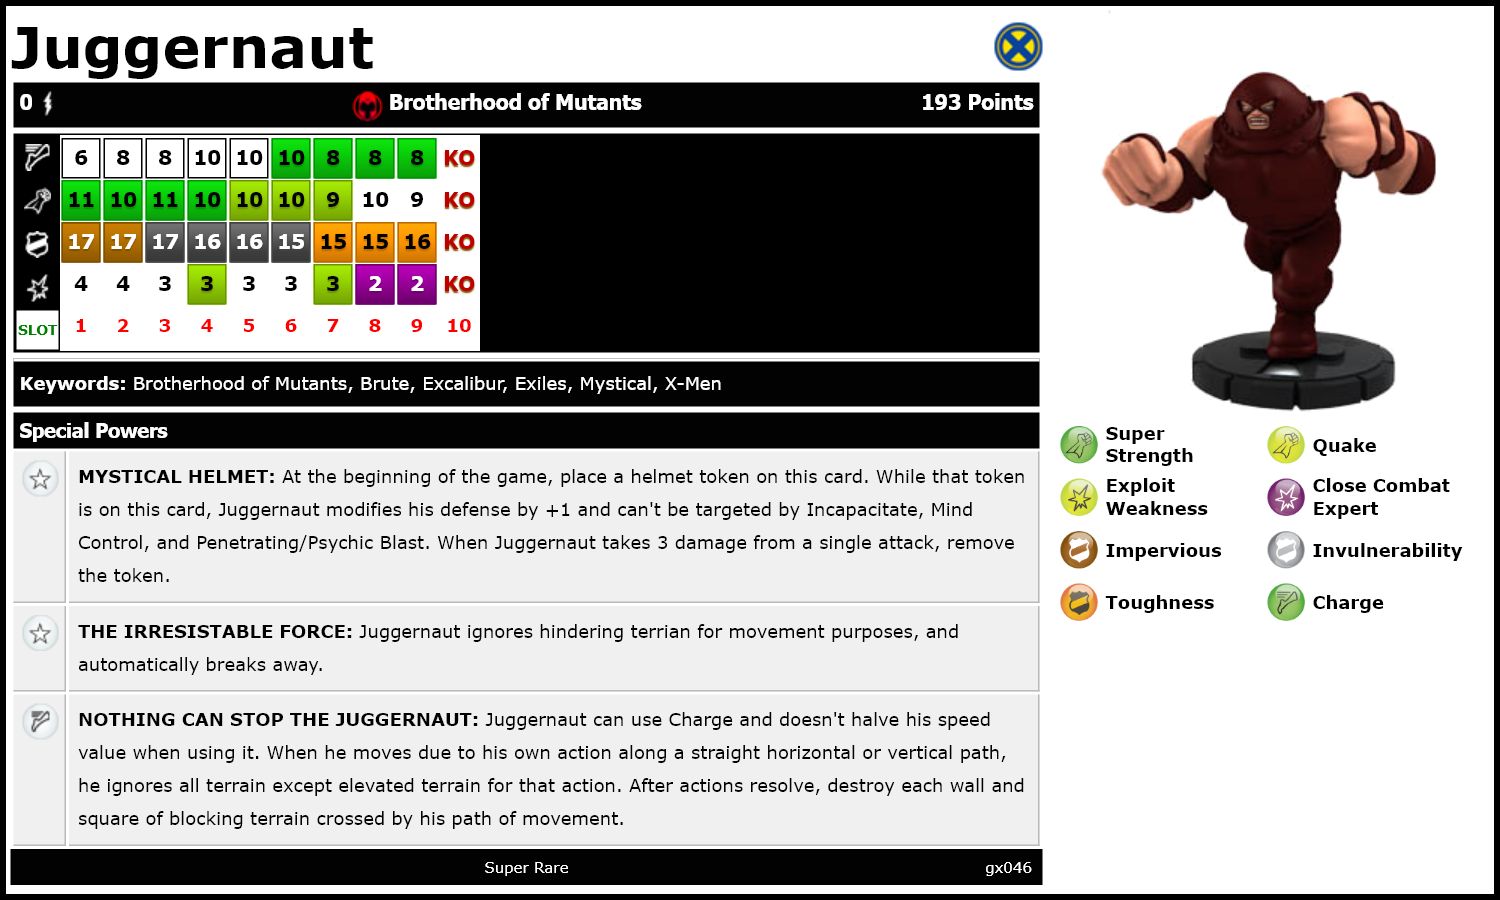 Juggernaut
0 Brotherhood of Mutants 193 Points
6 8 8 10 10 10 8 8 8 KO
11 10 11 10 10 10 9 10 9 KO
17 17 17 16 16 15 15 15 16 KO
4 4 3 3 3 3 3 2 2 KO
SLOT 1 2 3 4 5 6 7 8 9 10
Keywords: Brotherhood of Mutants, Brute, Excalibur, Exiles, Mystical, X-Men
Special Powers
MYSTICAL HELMET: At the beginning of the game, place a helmet token on this card. While that token
is on this card, Juggernaut modifies his defense by +1 and can't be targeted by Incapacitate, Mind
Control, and Penetrating/Psychic Blast. When Juggernaut takes 3 damage from a single attack, remove
the token.
THE IRRESISTABLE FORCE: Juggernaut ignores hindering terrian for movement purposes, and
automatically breaks away.
NOTHING CAN STOP THE JUGGERNAUT: Juggernaut can use Charge and doesn't halve his speed
value when using it. When he moves due to his own action along a straight horizontal or vertical path,
he ignores all terrain except elevated terrain for that action. After actions resolve, destroy each wall and
square of blocking terrain crossed by his path of movement.
Super Rare gx046
Super
Strength
Quake
Exploit
Weakness
Close Combat
Expert
Impervious
Invulnerability
Toughness
Charge